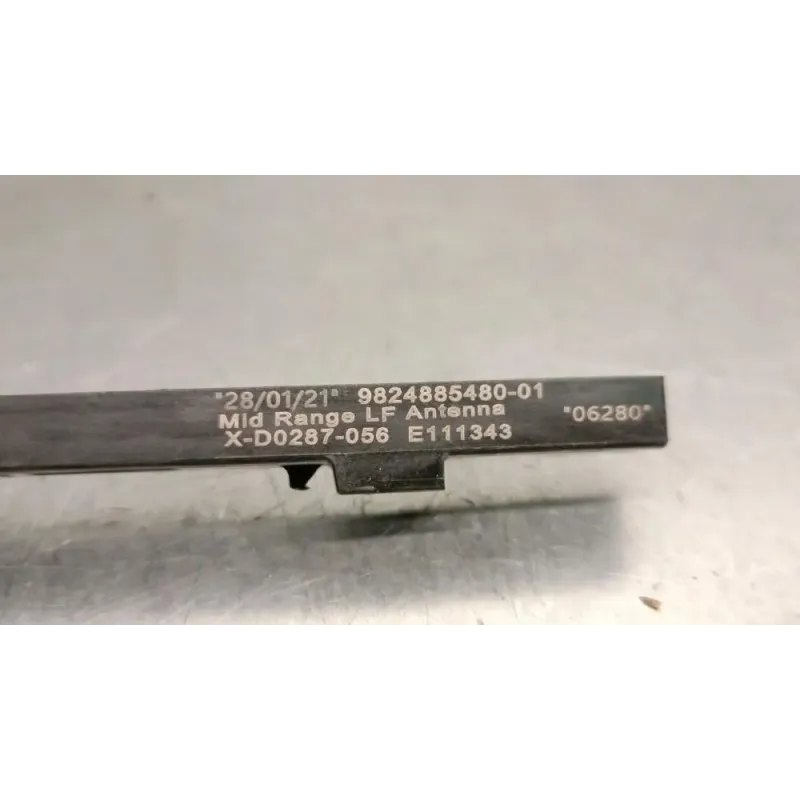 "28/01/21" 9824885480-01
Mid Range LF Antenna
X-D0287-056 E111343
"06280"